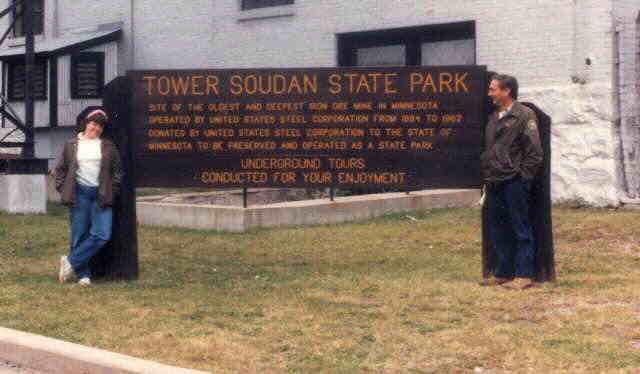 TOWER SOUDAN STATE PARK
SITE OF THE OLDEST AND DEEPEST IRON ORE MINE IN MINNESOTA
OPERATED BY UNITED STATES STEEL CORPORATION FROM 1884 TO 1962
DONATED BY UNITED STATES STEEL CORPORATION TO THE STATE OF
MINNESOTA TO BE PRESERVED AND OPERATED AS A STATE PARK
UNDERGROUND TOURS
CONDUCTED FOR YOUR ENJOYMENT